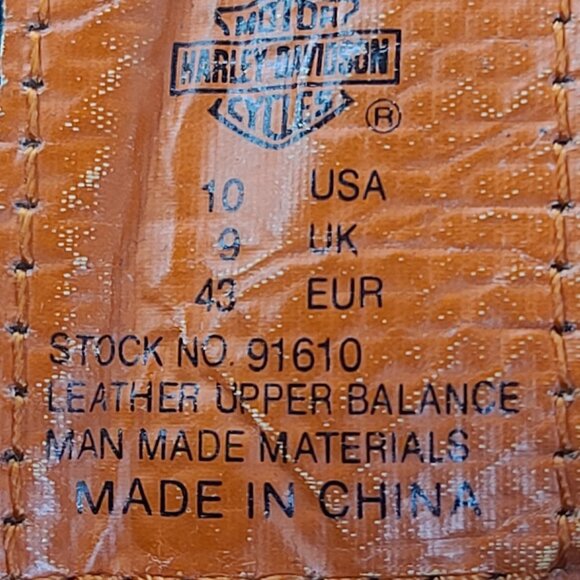 MOTOR
HARLEY-DAVIDSON
CYCLES
®
10 USA
9 UK
43 EUR
STOCK NO. 91610
LEATHER UPPER BALANCE
MAN MADE MATERIALS
MADE IN CHINA